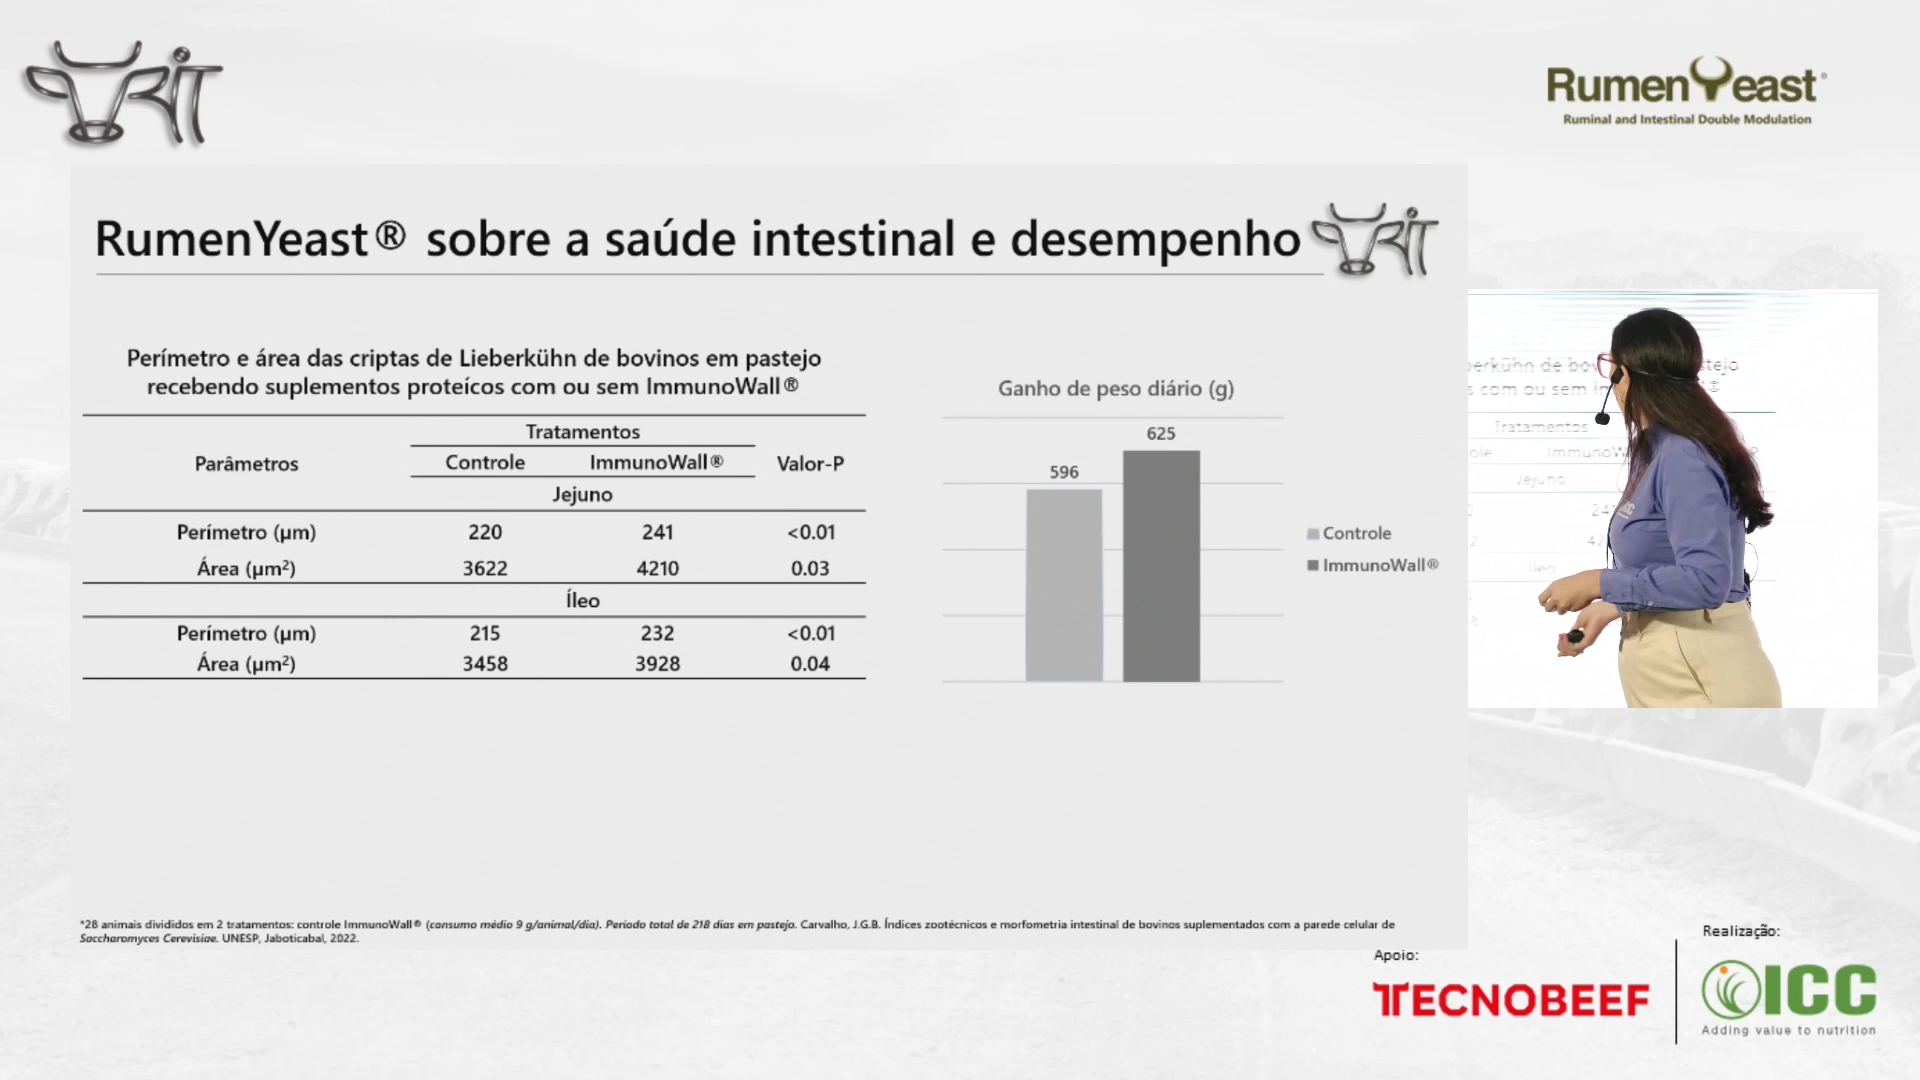 RumenYeast®
Ruminal and Intestinal Double Modulation
RumenYeast® sobre a saúde intestinal e desempenho
Perímetro e área das criptas de Lieberkühn de bovinos em pastejo
recebendo suplementos proteícos com ou sem ImmunoWall®
Parâmetros Tratamentos Valor-P
Controle ImmunoWall®
Jejuno
Perímetro (µm) 220 241 <0.01
Área (µm²) 3622 4210 0.03
Íleo
Perímetro (µm) 215 232 <0.01
Área (µm²) 3458 3928 0.04
Ganho de peso diário (g)
596
625
Controle
ImmunoWall®
*28 animais divididos em 2 tratamentos: controle ImmunoWall® (consumo médio 9 g/animal/dia). Periodo total de 218 dias em pastejo. Carvalho, J.G.B. Índices zootécnicos e morfometria intestinal de bovinos suplementados com a parede celular de
Saccharomyces Cerevisiae. UNESP, Jaboticabal, 2022.
Tratamentos
Jejuno
Íleo
Apoio:
TECNOBEEF
Realização:
ICC
Adding value to nutrition